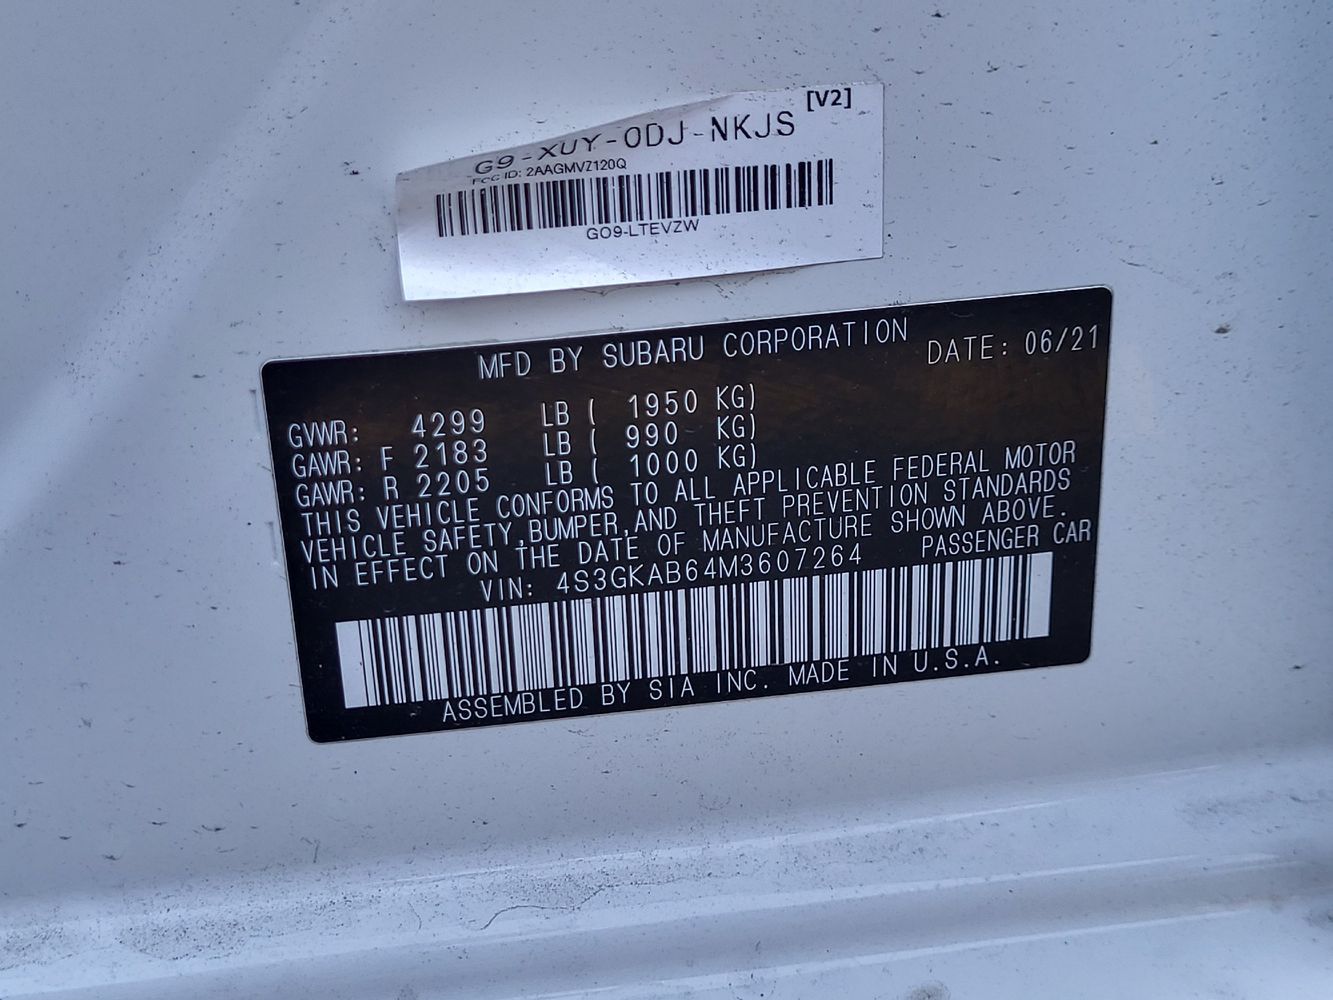 [V2]
G9-XUY-0DJ-NKJS
FCC ID: 2AAGMVZ120Q
GO9-LTEVZW
MFD BY SUBARU CORPORATION DATE: 06/21
GVWR: 4299 LB ( 1950 KG)
GAWR: F 2183 LB ( 990 KG)
GAWR: R 2205 LB ( 1000 KG)
THIS VEHICLE CONFORMS TO ALL APPLICABLE FEDERAL MOTOR
VEHICLE SAFETY,BUMPER,AND THEFT PREVENTION STANDARDS
IN EFFECT ON THE DATE OF MANUFACTURE SHOWN ABOVE.
VIN: 4S3GKAB64M3607264 PASSENGER CAR
ASSEMBLED BY SIA INC. MADE IN U.S.A.